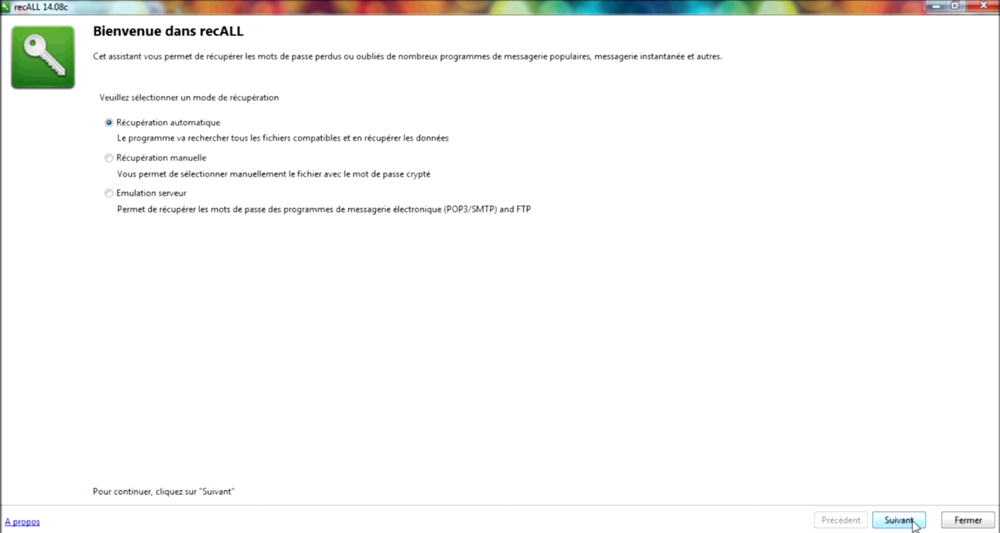 recALL 14.08c
Bienvenue dans recALL
Cet assistant vous permet de récupérer les mots de passe perdus ou oubliés de nombreux programmes de messagerie populaires, messagerie instantanée et autres.
Veuillez sélectionner un mode de récupération
Récupération automatique
Le programme va rechercher tous les fichiers compatibles et en récupérer les données
Récupération manuelle
Vous permet de sélectionner manuellement le fichier avec le mot de passe crypté
Emulation serveur
Permet de récupérer les mots de passe des programmes de messagerie électronique (POP3/SMTP) and FTP
Pour continuer, cliquez sur "Suivant"
A propos
Précédent
Suivant
Fermer